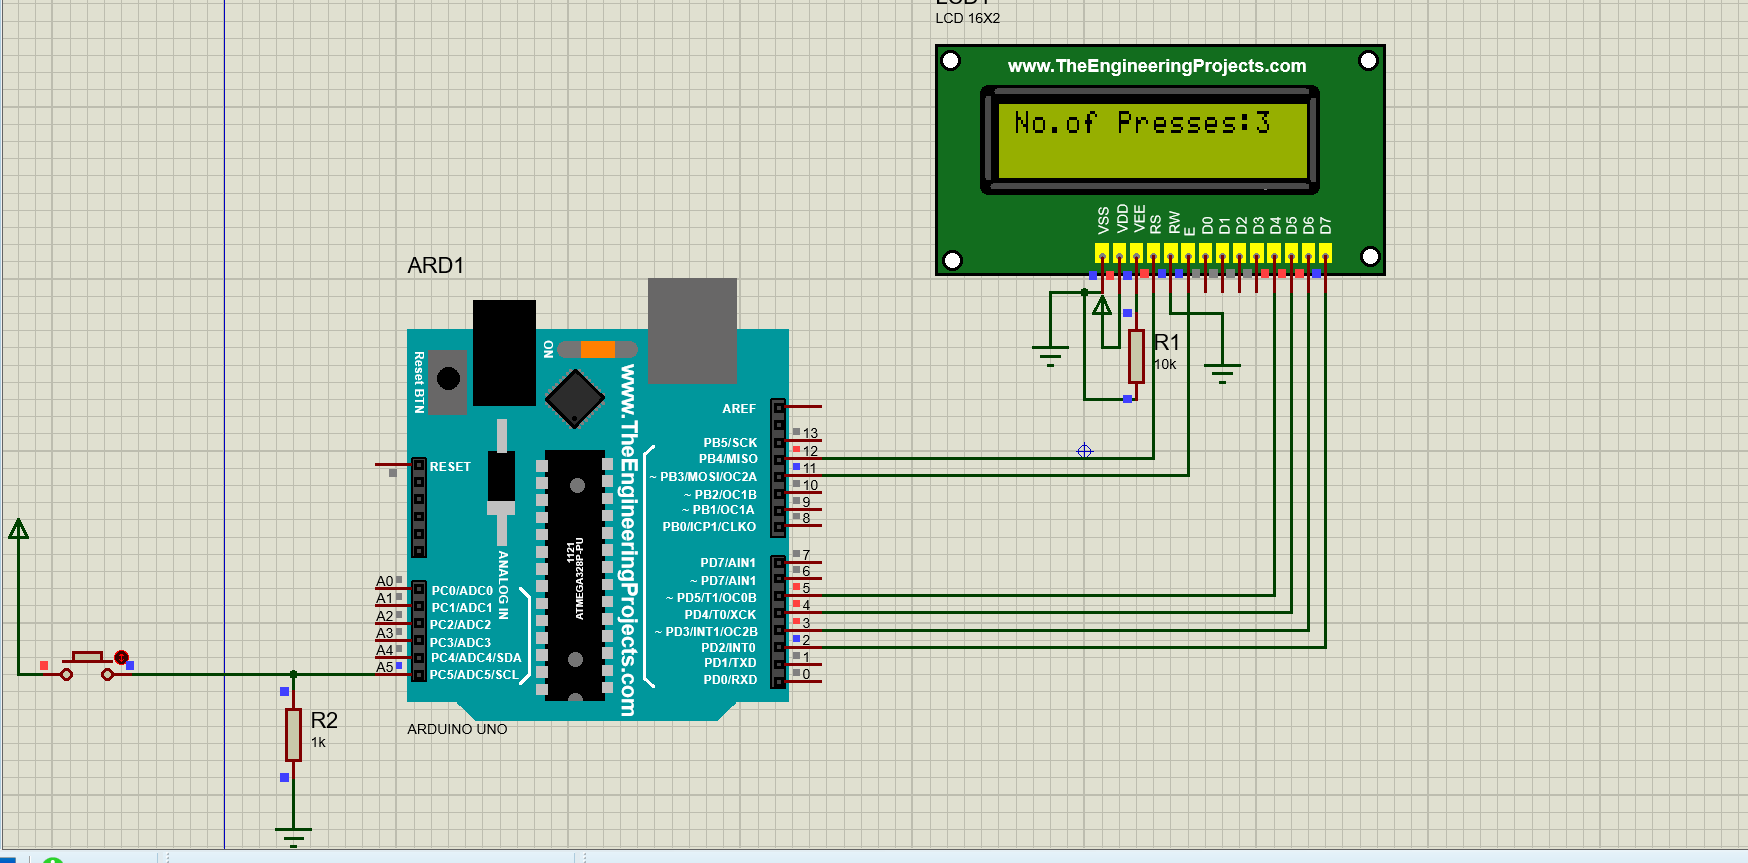 LCD1
LCD 16X2
www.TheEngineeringProjects.com
No.of Presses:3
VSS
VDD
VEE
RS
RW
E
D0
D1
D2
D3
D4
D5
D6
D7
R1
10k
ARD1
Reset BTN
ON
www.TheEngineeringProjects.com
AREF
PB5/SCK 13
PB4/MISO 12
~ PB3/MOSI/OC2A 11
~ PB2/OC1B 10
~ PB1/OC1A 9
PB0/ICP1/CLKO 8
RESET
1121
ATMEGA328P-PU
ANALOG IN
PD7/AIN1 7
~ PD7/AIN1 6
~ PD5/T1/OC0B 5
PD4/T0/XCK 4
~ PD3/INT1/OC2B 3
PD2/INT0 2
PD1/TXD 1
PD0/RXD 0
A0 PC0/ADC0
A1 PC1/ADC1
A2 PC2/ADC2
A3 PC3/ADC3
A4 PC4/ADC4/SDA
A5 PC5/ADC5/SCL
ARDUINO UNO
R2
1k